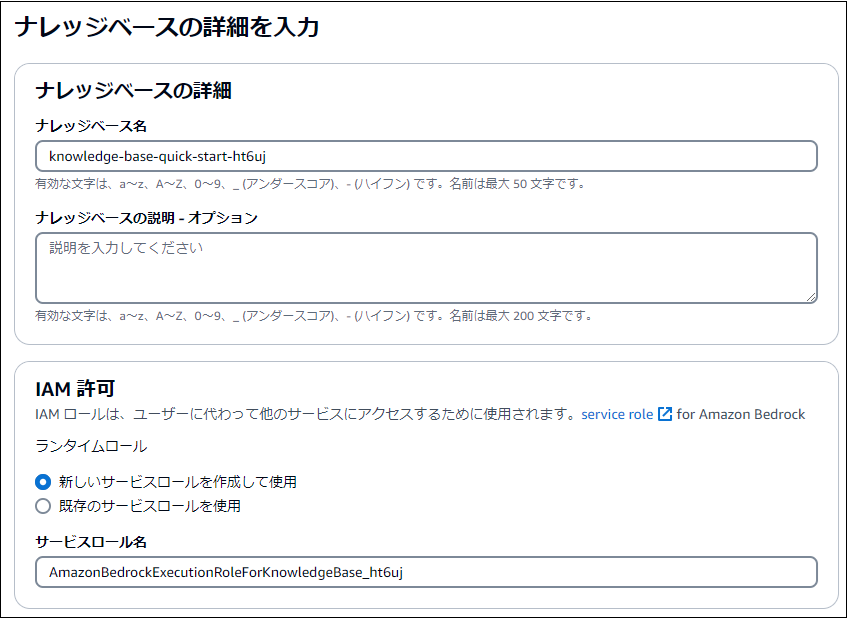 ナレッジベースの詳細を入力
ナレッジベースの詳細
ナレッジベース名
knowledge-base-quick-start-ht6uj
有効な文字は、a～z、A～Z、0～9、_ (アンダースコア)、- (ハイフン) です。名前は最大 50 文字です。
ナレッジベースの説明 - オプション
説明を入力してください
有効な文字は、a～z、A～Z、0～9、_ (アンダースコア)、- (ハイフン) です。名前は最大 200 文字です。
IAM 許可
IAM ロールは、ユーザーに代わって他のサービスにアクセスするために使用されます。service role for Amazon Bedrock
ランタイムロール
新しいサービスロールを作成して使用
既存のサービスロールを使用
サービスロール名
AmazonBedrockExecutionRoleForKnowledgeBase_ht6uj